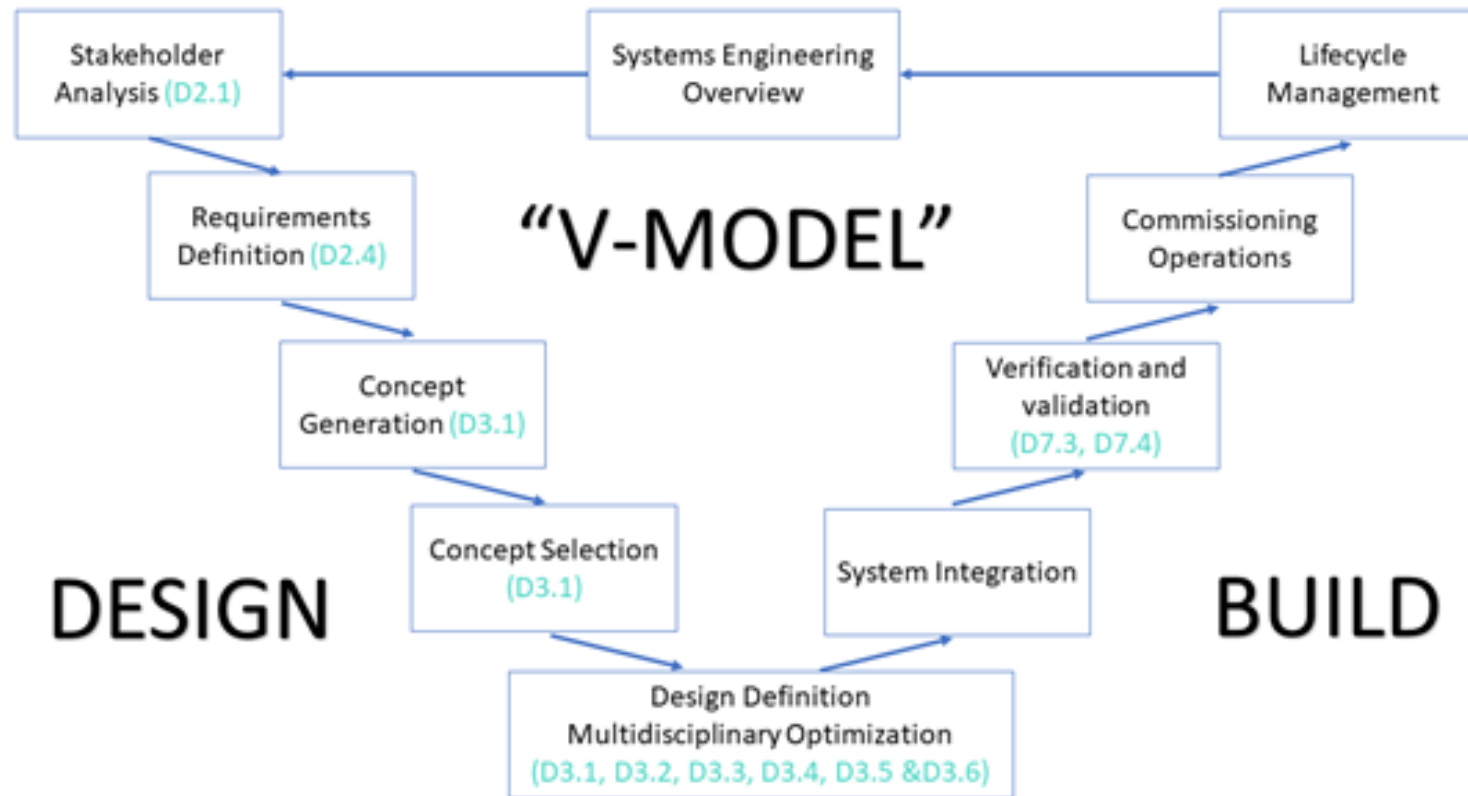 Stakeholder
Analysis (D2.1)
Systems Engineering
Overview
Lifecycle
Management
Requirements
Definition (D2.4)
“V-MODEL”
Commissioning
Operations
Concept
Generation (D3.1)
Verification and
validation
(D7.3, D7.4)
Concept Selection
(D3.1)
System Integration
DESIGN
BUILD
Design Definition
Multidisciplinary Optimization
(D3.1, D3.2, D3.3, D3.4, D3.5 &D3.6)